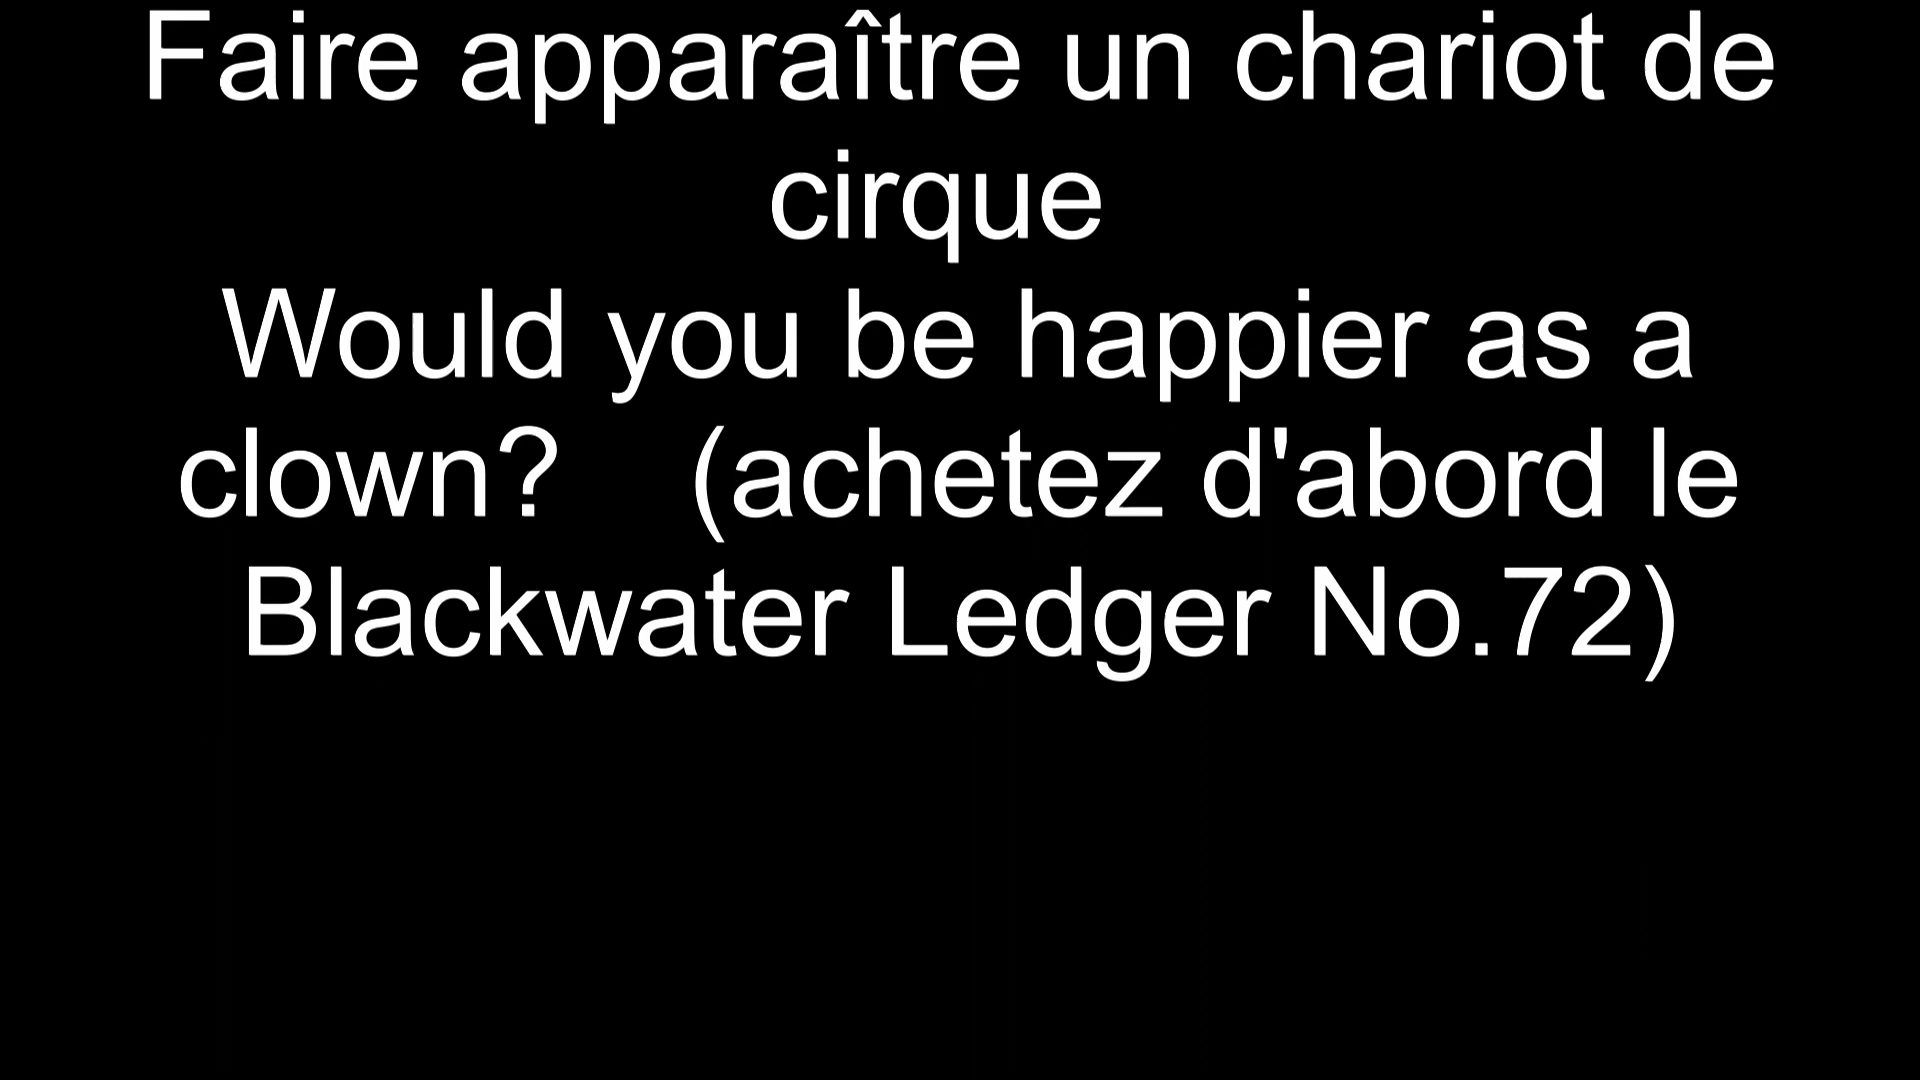 Faire apparaître un chariot de
cirque
Would you be happier as a
clown?   (achetez d'abord le
Blackwater Ledger No.72)